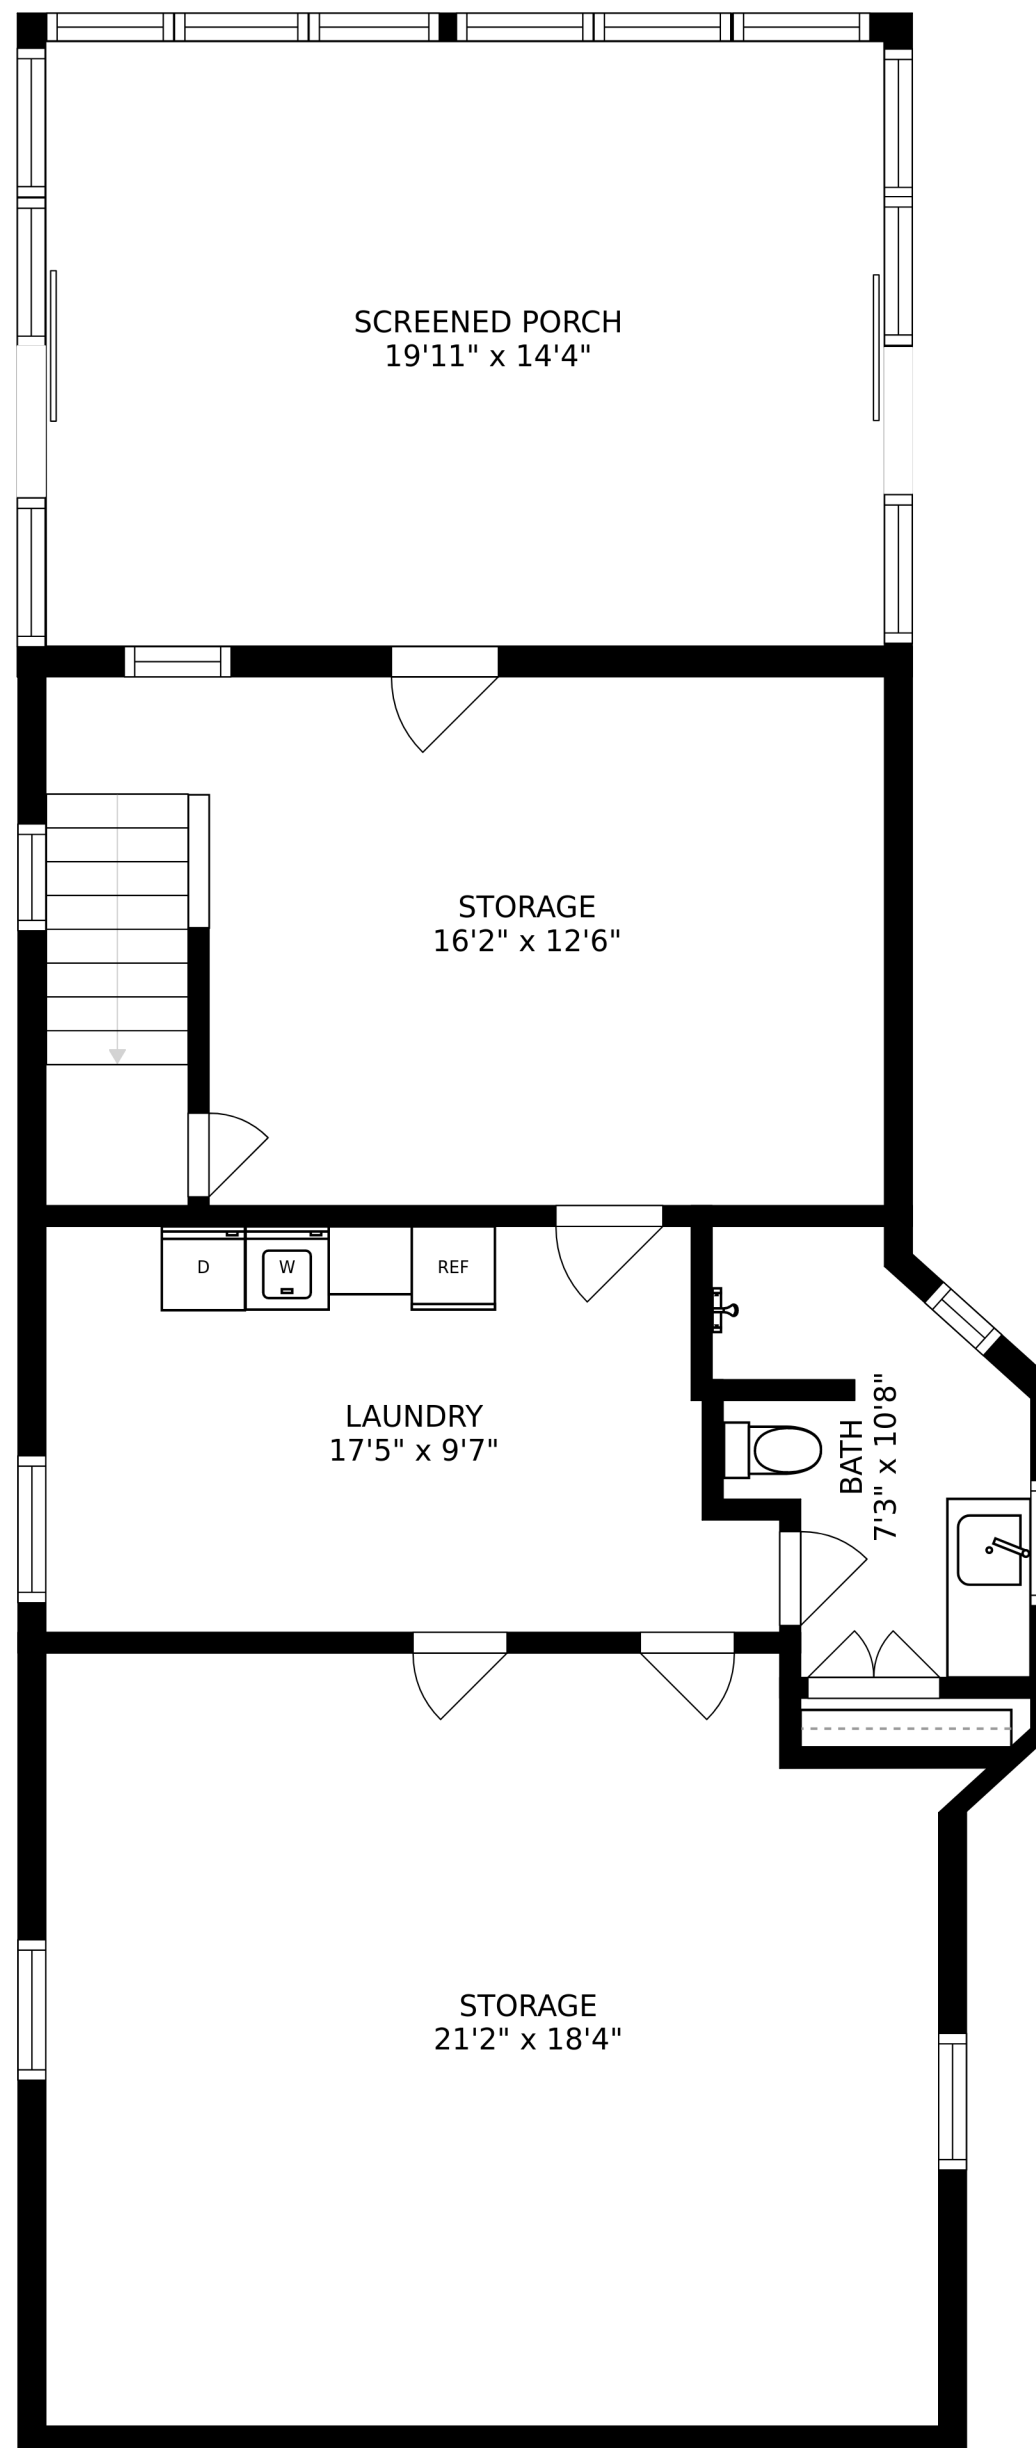 SCREENED PORCH
19'11" x 14'4"
STORAGE
16'2" x 12'6"
D
W
REF
LAUNDRY
17'5" x 9'7"
BATH
7'3" x 10'8"
STORAGE
21'2" x 18'4"